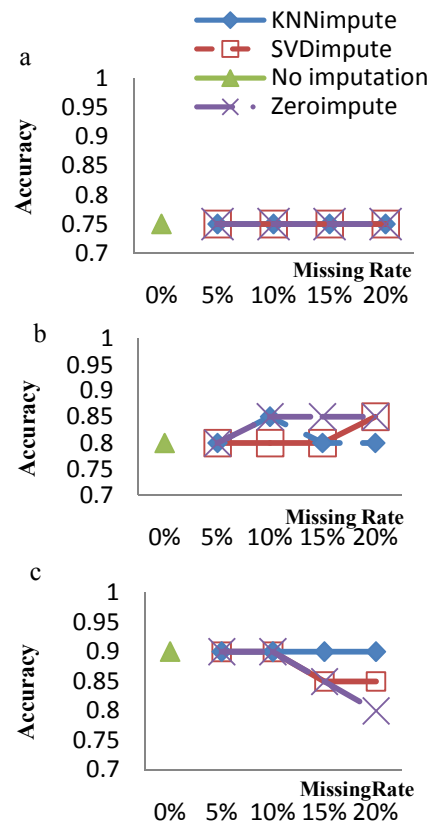 KNNimpute
SVDimpute
No imputation
Zeroimpute
a
Accuracy
1
0.95
0.9
0.85
0.8
0.75
0.7
Missing Rate
0% 5% 10% 15% 20%
b
Accuracy
1
0.95
0.9
0.85
0.8
0.75
0.7
Missing Rate
0% 5% 10% 15% 20%
c
Accuracy
1
0.95
0.9
0.85
0.8
0.75
0.7
MissingRate
0% 5% 10% 15% 20%